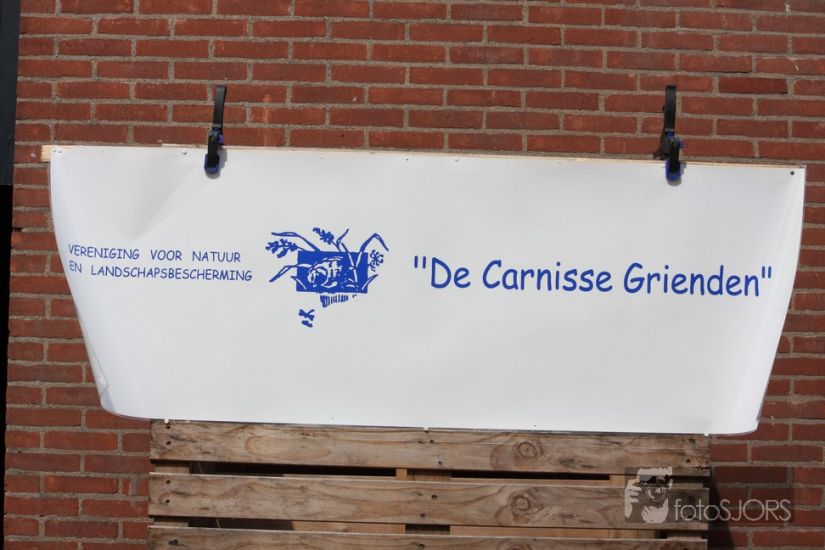 VERENIGING VOOR NATUUR
EN LANDSCHAPSBESCHERMING
"De Carnisse Grienden"
fotoSJORS